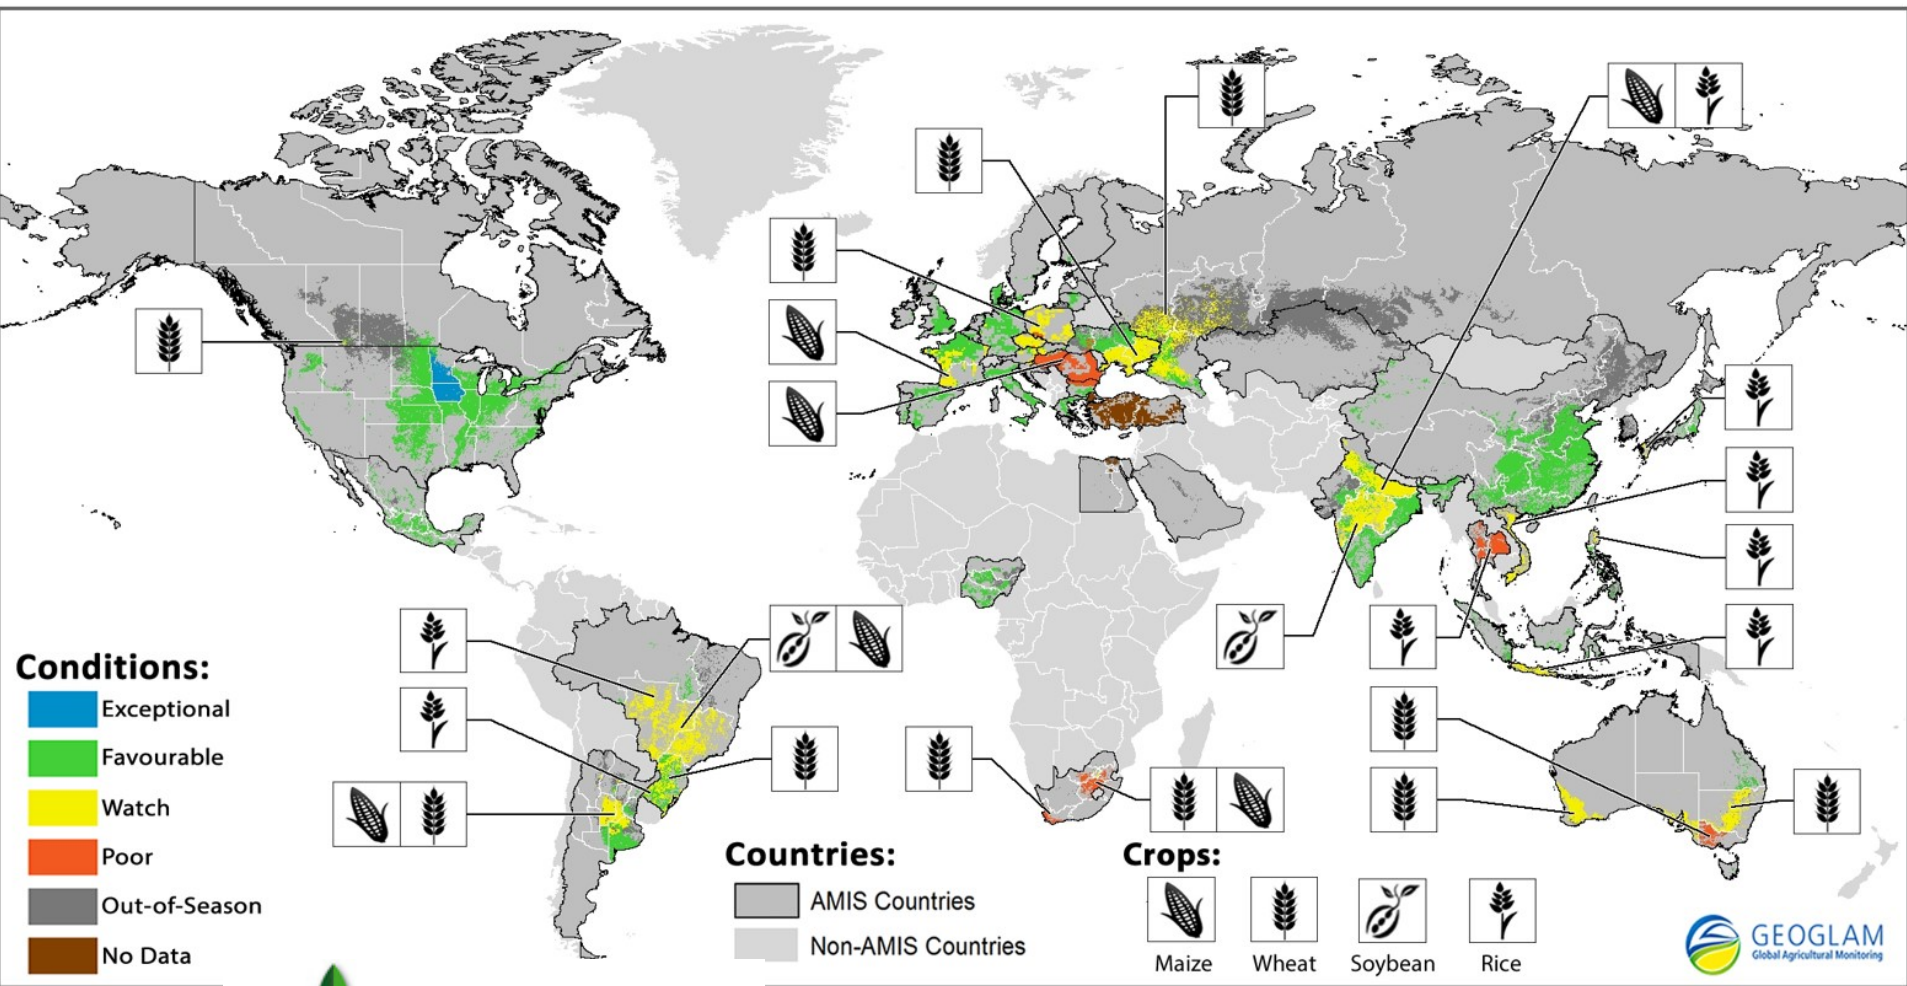 Conditions:
Exceptional
Favourable
Watch
Poor
Out-of-Season
No Data
Countries:
AMIS Countries
Non-AMIS Countries
Crops:
Maize
Wheat
Soybean
Rice
GEOGLAM
Global Agricultural Monitoring